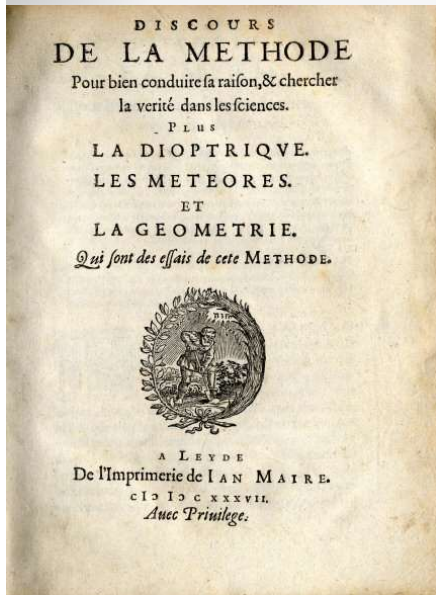 DISCOURS
DE LA METHODE
Pour bien conduire ſa raiſon,& chercher
la verité dans les ſciences.
PLUS
LA DIOPTRIQVE.
LES METEORES.
ET
LA GEOMETRIE.
Qui ſont des eſſais de cete METHODE.
A LEYDE
De l'Imprimerie de IAN MAIRE.
cIↄ Iↄ c xxxvii.
Auec Priuilege.